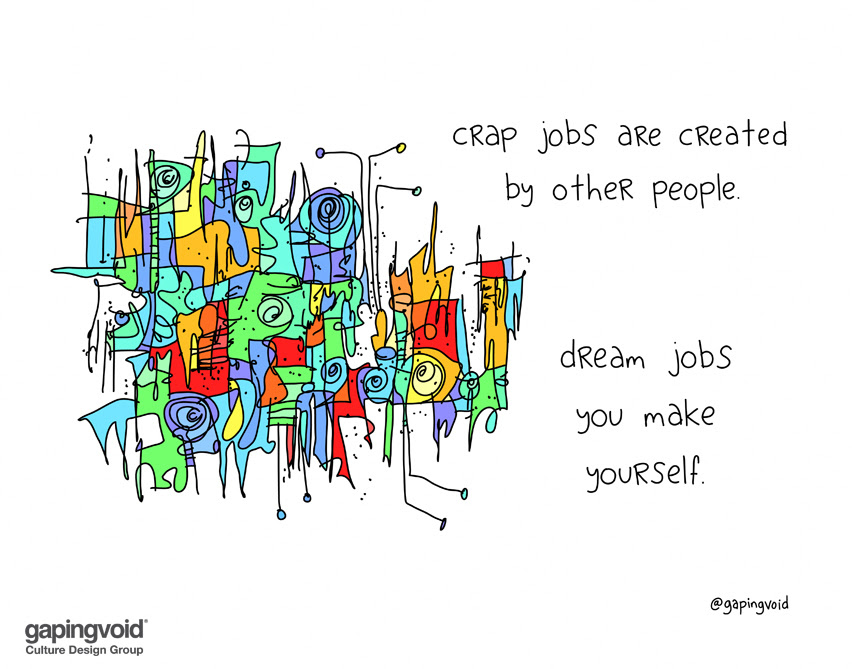 cRap jobs aRe cReated
by otheR people.
dReam jobs
you make
youRself.
@gapingvoid
gapingvoid®
Culture Design Group